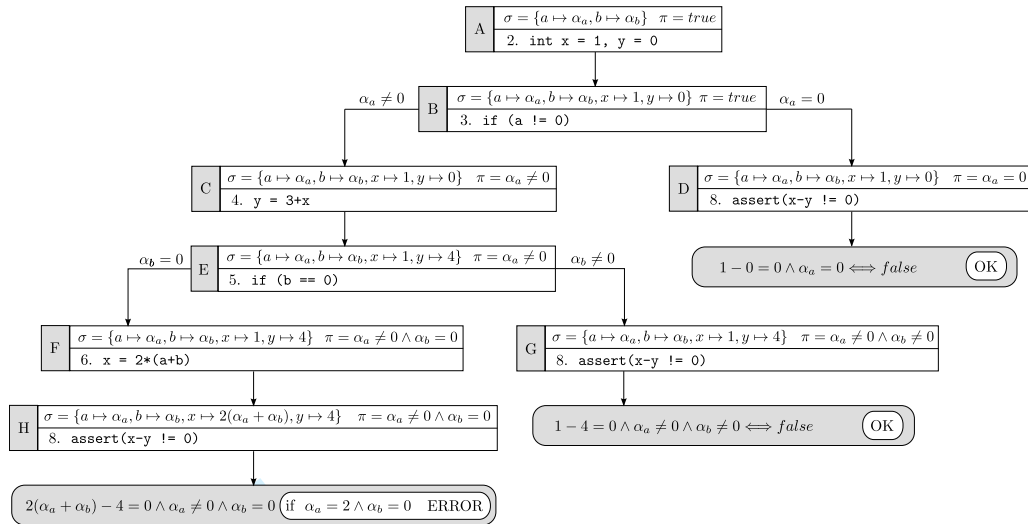 A
σ = {a ↦ α_a, b ↦ α_b} π = true
2. int x = 1, y = 0
α_a ≠ 0
B
σ = {a ↦ α_a, b ↦ α_b, x ↦ 1, y ↦ 0} π = true
3. if (a != 0)
α_a = 0
C
σ = {a ↦ α_a, b ↦ α_b, x ↦ 1, y ↦ 0} π = α_a ≠ 0
4. y = 3+x
D
σ = {a ↦ α_a, b ↦ α_b, x ↦ 1, y ↦ 0} π = α_a = 0
8. assert(x-y != 0)
α_b = 0
E
σ = {a ↦ α_a, b ↦ α_b, x ↦ 1, y ↦ 4} π = α_a ≠ 0
5. if (b == 0)
α_b ≠ 0
1 − 0 = 0 ∧ α_a = 0 ⟺ false OK
F
σ = {a ↦ α_a, b ↦ α_b, x ↦ 1, y ↦ 4} π = α_a ≠ 0 ∧ α_b = 0
6. x = 2*(a+b)
G
σ = {a ↦ α_a, b ↦ α_b, x ↦ 1, y ↦ 4} π = α_a ≠ 0 ∧ α_b ≠ 0
8. assert(x-y != 0)
H
σ = {a ↦ α_a, b ↦ α_b, x ↦ 2(α_a + α_b), y ↦ 4} π = α_a ≠ 0 ∧ α_b = 0
8. assert(x-y != 0)
1 − 4 = 0 ∧ α_a ≠ 0 ∧ α_b ≠ 0 ⟺ false OK
2(α_a + α_b) − 4 = 0 ∧ α_a ≠ 0 ∧ α_b = 0 if α_a = 2 ∧ α_b = 0 ERROR